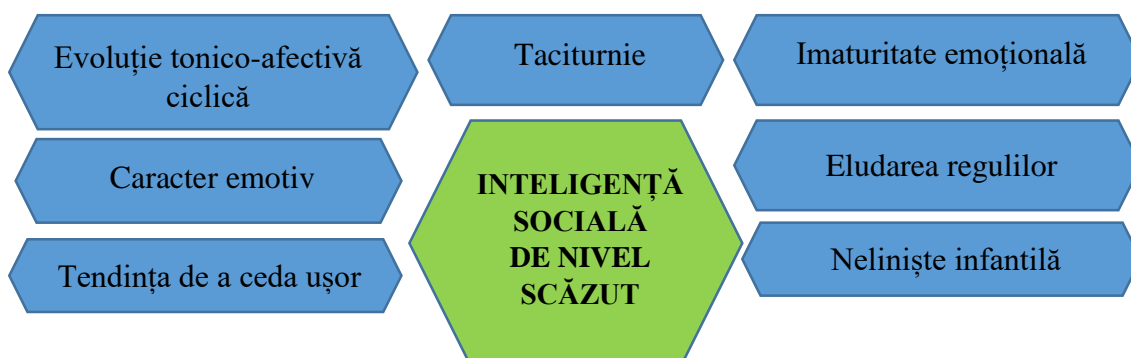 Evoluție tonico-afectivă
ciclică
Taciturnie
Imaturitate emoțională
Caracter emotiv
Eludarea regulilor
Tendința de a ceda ușor
Neliniște infantilă
INTELIGENȚĂ
SOCIALĂ
DE NIVEL
SCĂZUT